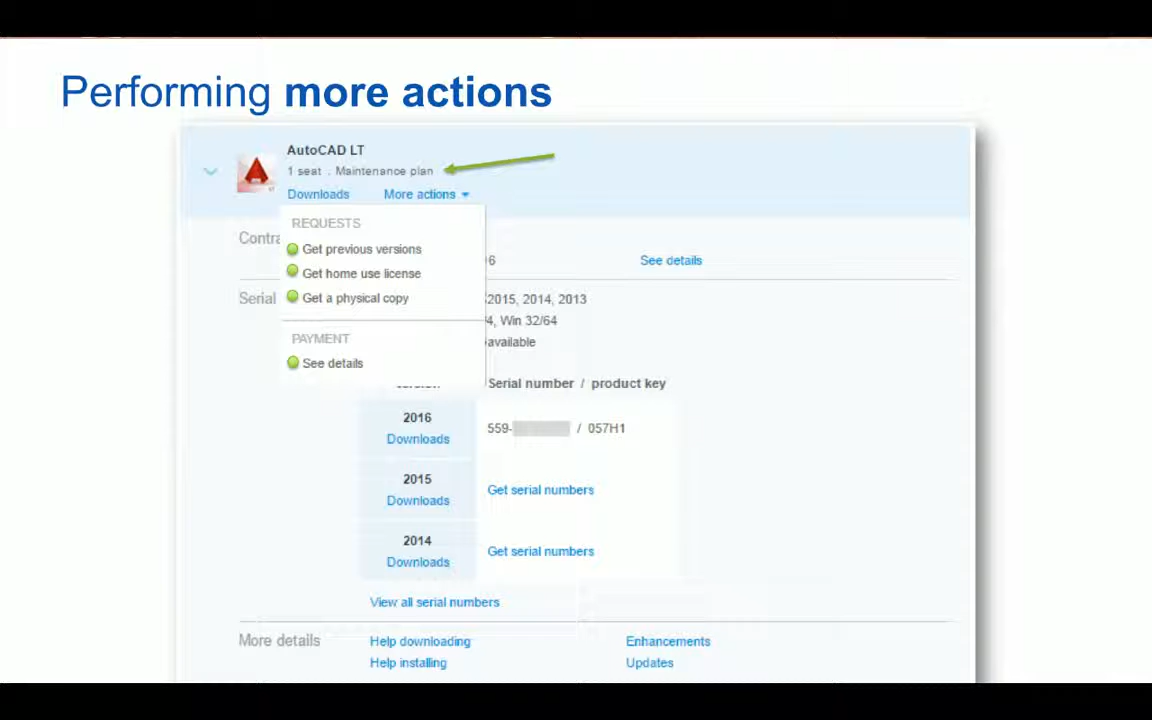 Performing more actions
AutoCAD LT
1 seat . Maintenance plan
Downloads More actions
REQUESTS
Contra
Get previous versions
6 See details
Get home use license
Serial Get a physical copy 2015, 2014, 2013
4, Win 32/64
PAYMENT available
See details
Serial number / product key
2016
559- / 057H1
Downloads
2015
Get serial numbers
Downloads
2014
Get serial numbers
Downloads
View all serial numbers
More details Help downloading Enhancements
Help installing Updates